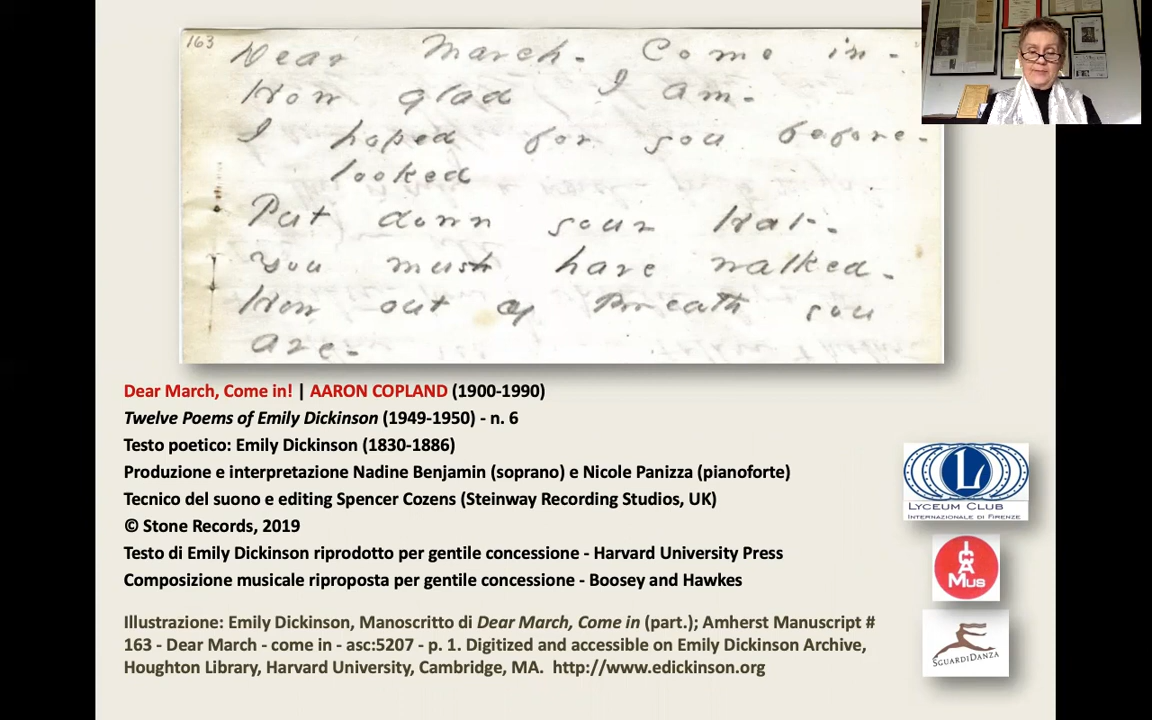 163
Dear March - Come in -
How glad I am -
I hoped for you before -
looked
Put down your Hat -
You must have walked -
How out of Breath you
are -
Dear March, Come in! | AARON COPLAND (1900-1990)
Twelve Poems of Emily Dickinson (1949-1950) - n. 6
Testo poetico: Emily Dickinson (1830-1886)
Produzione e interpretazione Nadine Benjamin (soprano) e Nicole Panizza (pianoforte)
Tecnico del suono e editing Spencer Cozens (Steinway Recording Studios, UK)
© Stone Records, 2019
Testo di Emily Dickinson riprodotto per gentile concessione - Harvard University Press
Composizione musicale riproposta per gentile concessione - Boosey and Hawkes
Illustrazione: Emily Dickinson, Manoscritto di Dear March, Come in (part.); Amherst Manuscript #
163 - Dear March - come in - asc:5207 - p. 1. Digitized and accessible on Emily Dickinson Archive,
Houghton Library, Harvard University, Cambridge, MA. http://www.edickinson.org
L
LYCEUM CLUB
INTERNAZIONALE DI FIRENZE
ICAMus
SGUARDIDANZA